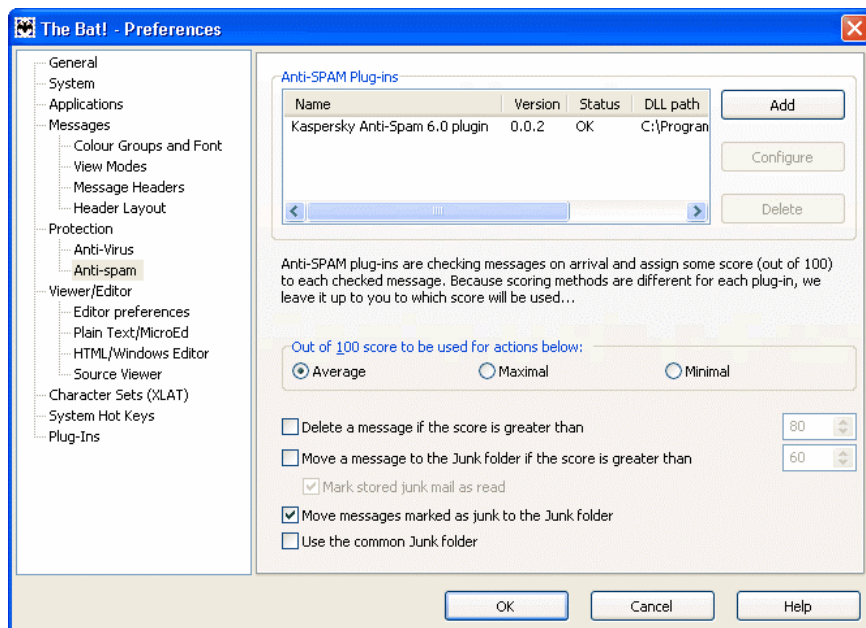 The Bat! - Preferences
General
System
Applications
Messages
Colour Groups and Font
View Modes
Message Headers
Header Layout
Protection
Anti-Virus
Anti-spam
Viewer/Editor
Editor preferences
Plain Text/MicroEd
HTML/Windows Editor
Source Viewer
Character Sets (XLAT)
System Hot Keys
Plug-Ins
Anti-SPAM Plug-ins
Name Version Status DLL path
Kaspersky Anti-Spam 6.0 plugin 0.0.2 OK C:\Program
Add
Configure
Delete
Anti-SPAM plug-ins are checking messages on arrival and assign some score (out of 100)
to each checked message. Because scoring methods are different for each plug-in, we
leave it up to you to which score will be used...
Out of 100 score to be used for actions below:
Average Maximal Minimal
Delete a message if the score is greater than 80
Move a message to the Junk folder if the score is greater than 60
Mark stored junk mail as read
Move messages marked as junk to the Junk folder
Use the common Junk folder
OK Cancel Help